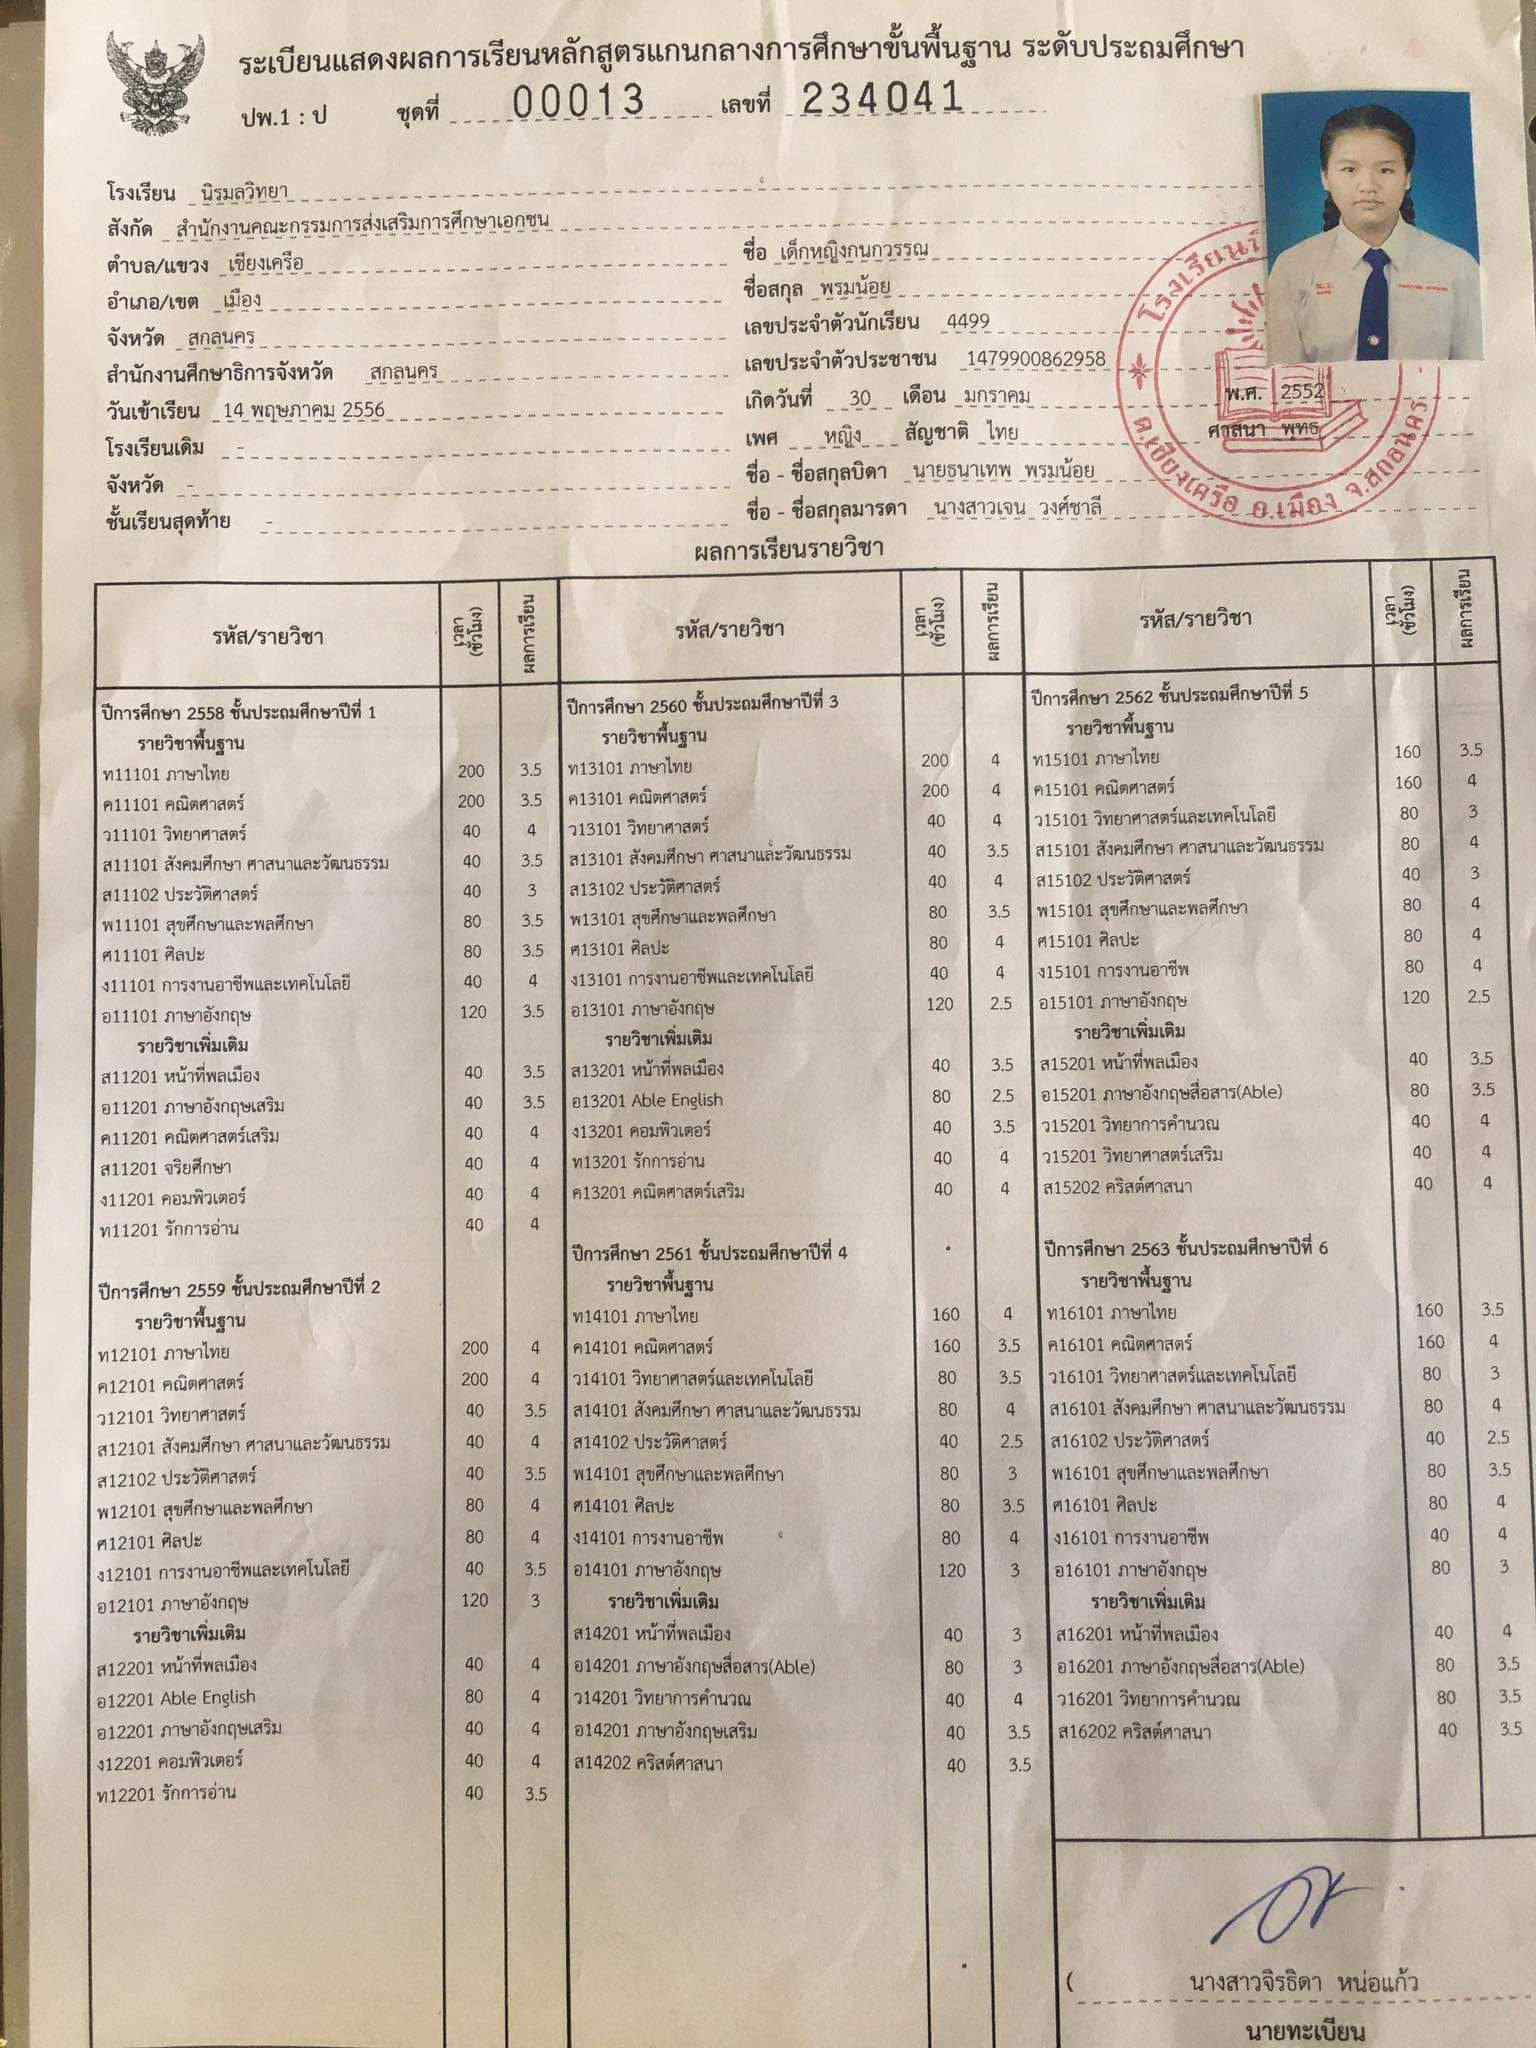 ระเบียนแสดงผลการเรียนหลักสูตรแกนกลางการศึกษาขั้นพื้นฐาน ระดับประถมศึกษา
ปพ.1 : ป ชุดที่ 00013 เลขที่ 234041
โรงเรียน นิรมลวิทยา
สังกัด สำนักงานคณะกรรมการส่งเสริมการศึกษาเอกชน
ตำบล/แขวง เชียงเครือ
อำเภอ/เขต เมือง
จังหวัด สกลนคร
สำนักงานศึกษาธิการจังหวัด สกลนคร
วันเข้าเรียน 14 พฤษภาคม 2556
โรงเรียนเดิม -
จังหวัด -
ชั้นเรียนสุดท้าย -
ชื่อ เด็กหญิงกนกวรรณ
ชื่อสกุล พรมน้อย
เลขประจำตัวนักเรียน 4499
เลขประจำตัวประชาชน 1479900862958
เกิดวันที่ 30 เดือน มกราคม พ.ศ. 2552
เพศ หญิง สัญชาติ ไทย ศาสนา พุทธ
ชื่อ - ชื่อสกุลบิดา นายธนาเทพ พรมน้อย
ชื่อ - ชื่อสกุลมารดา นางสาวเจน วงศ์ชาลี
ต.เชียงเครือ อ.เมือง จ.สกลนคร
ผลการเรียนรายวิชา
รหัส/รายวิชา เวลา (ชั่วโมง) ผลการเรียน
ปีการศึกษา 2558 ชั้นประถมศึกษาปีที่ 1
รายวิชาพื้นฐาน
ท11101 ภาษาไทย 200 3.5
ค11101 คณิตศาสตร์ 200 3.5
ว11101 วิทยาศาสตร์ 40 4
ส11101 สังคมศึกษา ศาสนาและวัฒนธรรม 40 3.5
ส11102 ประวัติศาสตร์ 40 3
พ11101 สุขศึกษาและพลศึกษา 80 3.5
ศ11101 ศิลปะ 80 3.5
ง11101 การงานอาชีพและเทคโนโลยี 40 4
อ11101 ภาษาอังกฤษ 120 3.5
รายวิชาเพิ่มเติม
ส11201 หน้าที่พลเมือง 40 3.5
อ11201 ภาษาอังกฤษเสริม 40 3.5
ค11201 คณิตศาสตร์เสริม 40 4
ส11201 จริยศึกษา 40 4
ง11201 คอมพิวเตอร์ 40 4
ท11201 รักการอ่าน 40 4
ปีการศึกษา 2559 ชั้นประถมศึกษาปีที่ 2
รายวิชาพื้นฐาน
ท12101 ภาษาไทย 200 4
ค12101 คณิตศาสตร์ 200 4
ว12101 วิทยาศาสตร์ 40 3.5
ส12101 สังคมศึกษา ศาสนาและวัฒนธรรม 40 4
ส12102 ประวัติศาสตร์ 40 3.5
พ12101 สุขศึกษาและพลศึกษา 80 4
ศ12101 ศิลปะ 80 4
ง12101 การงานอาชีพและเทคโนโลยี 40 3.5
อ12101 ภาษาอังกฤษ 120 3
รายวิชาเพิ่มเติม
ส12201 หน้าที่พลเมือง 40 4
อ12201 Able English 80 4
อ12201 ภาษาอังกฤษเสริม 40 4
ง12201 คอมพิวเตอร์ 40 4
ท12201 รักการอ่าน 40 3.5
รหัส/รายวิชา เวลา (ชั่วโมง) ผลการเรียน
ปีการศึกษา 2560 ชั้นประถมศึกษาปีที่ 3
รายวิชาพื้นฐาน
ท13101 ภาษาไทย 200 4
ค13101 คณิตศาสตร์ 200 4
ว13101 วิทยาศาสตร์ 40 4
ส13101 สังคมศึกษา ศาสนาและวัฒนธรรม 40 3.5
ส13102 ประวัติศาสตร์ 40 4
พ13101 สุขศึกษาและพลศึกษา 80 3.5
ศ13101 ศิลปะ 80 4
ง13101 การงานอาชีพและเทคโนโลยี 40 4
อ13101 ภาษาอังกฤษ 120 2.5
รายวิชาเพิ่มเติม
ส13201 หน้าที่พลเมือง 40 3.5
อ13201 Able English 80 2.5
ง13201 คอมพิวเตอร์ 40 3.5
ท13201 รักการอ่าน 40 4
ค13201 คณิตศาสตร์เสริม 40 4
ปีการศึกษา 2561 ชั้นประถมศึกษาปีที่ 4
รายวิชาพื้นฐาน
ท14101 ภาษาไทย 160 4
ค14101 คณิตศาสตร์ 160 3.5
ว14101 วิทยาศาสตร์และเทคโนโลยี 80 3.5
ส14101 สังคมศึกษา ศาสนาและวัฒนธรรม 80 4
ส14102 ประวัติศาสตร์ 40 2.5
พ14101 สุขศึกษาและพลศึกษา 80 3
ศ14101 ศิลปะ 80 3.5
ง14101 การงานอาชีพ 80 4
อ14101 ภาษาอังกฤษ 120 3
รายวิชาเพิ่มเติม
ส14201 หน้าที่พลเมือง 40 3
อ14201 ภาษาอังกฤษสื่อสาร(Able) 80 3
ว14201 วิทยาการคำนวณ 40 4
อ14201 ภาษาอังกฤษเสริม 40 3.5
ส14202 คริสต์ศาสนา 40 3.5
รหัส/รายวิชา เวลา (ชั่วโมง) ผลการเรียน
ปีการศึกษา 2562 ชั้นประถมศึกษาปีที่ 5
รายวิชาพื้นฐาน
ท15101 ภาษาไทย 160 3.5
ค15101 คณิตศาสตร์ 160 4
ว15101 วิทยาศาสตร์และเทคโนโลยี 80 3
ส15101 สังคมศึกษา ศาสนาและวัฒนธรรม 80 4
ส15102 ประวัติศาสตร์ 40 3
พ15101 สุขศึกษาและพลศึกษา 80 4
ศ15101 ศิลปะ 80 4
ง15101 การงานอาชีพ 80 4
อ15101 ภาษาอังกฤษ 120 2.5
รายวิชาเพิ่มเติม
ส15201 หน้าที่พลเมือง 40 3.5
อ15201 ภาษาอังกฤษสื่อสาร(Able) 80 3.5
ว15201 วิทยาการคำนวณ 40 4
ว15201 วิทยาศาสตร์เสริม 40 4
ส15202 คริสต์ศาสนา 40 4
ปีการศึกษา 2563 ชั้นประถมศึกษาปีที่ 6
รายวิชาพื้นฐาน
ท16101 ภาษาไทย 160 3.5
ค16101 คณิตศาสตร์ 160 4
ว16101 วิทยาศาสตร์และเทคโนโลยี 80 3
ส16101 สังคมศึกษา ศาสนาและวัฒนธรรม 80 4
ส16102 ประวัติศาสตร์ 40 2.5
พ16101 สุขศึกษาและพลศึกษา 80 3.5
ศ16101 ศิลปะ 80 4
ง16101 การงานอาชีพ 40 4
อ16101 ภาษาอังกฤษ 80 3
รายวิชาเพิ่มเติม
ส16201 หน้าที่พลเมือง 40 4
อ16201 ภาษาอังกฤษสื่อสาร(Able) 80 3.5
ว16201 วิทยาการคำนวณ 80 3.5
ส16202 คริสต์ศาสนา 40 3.5
( นางสาวจิรธิดา หน่อแก้ว
นายทะเบียน